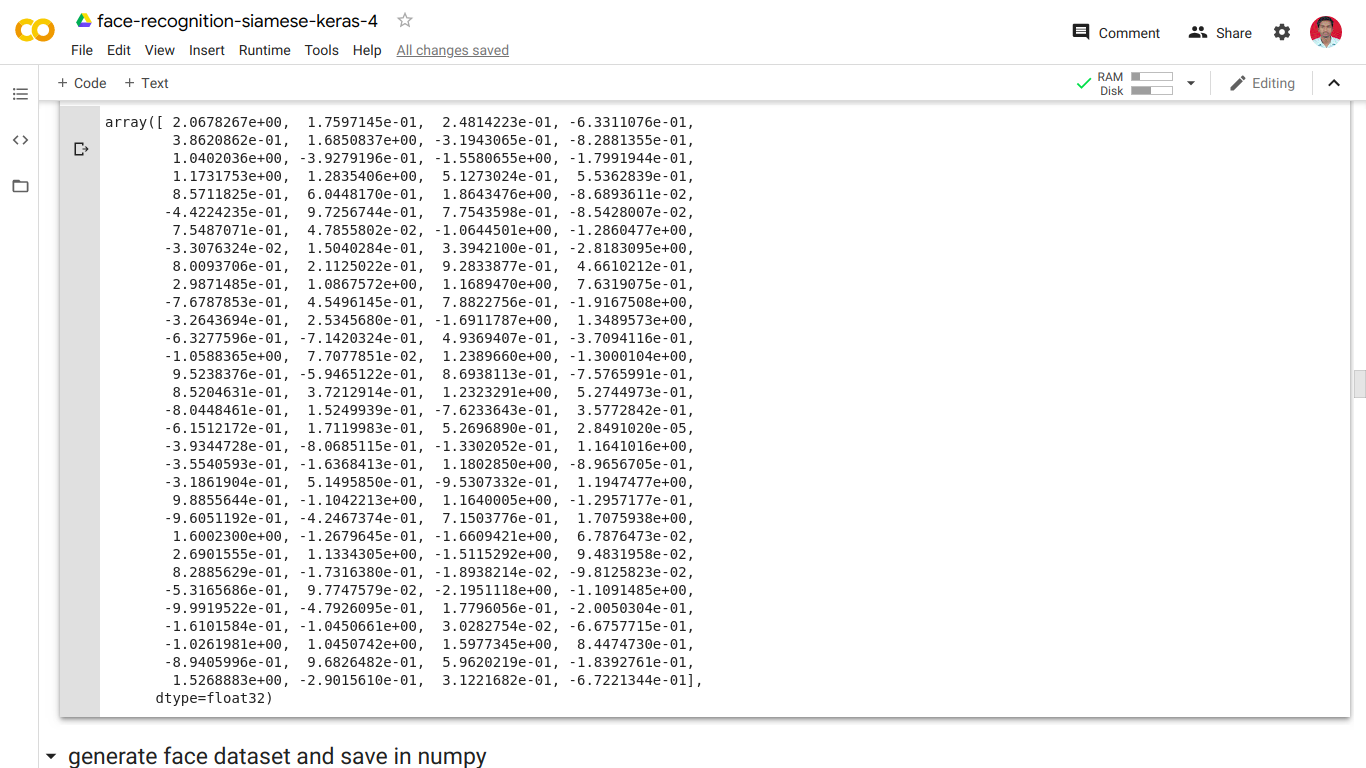 face-recognition-siamese-keras-4
File Edit View Insert Runtime Tools Help All changes saved
Comment Share
+ Code + Text
RAM
Disk
Editing
array([ 2.0678267e+00, 1.7597145e-01, 2.4814223e-01, -6.3311076e-01,
3.8620862e-01, 1.6850837e+00, -3.1943065e-01, -8.2881355e-01,
1.0402036e+00, -3.9279196e-01, -1.5580655e+00, -1.7991944e-01,
1.1731753e+00, 1.2835406e+00, 5.1273024e-01, 5.5362839e-01,
8.5711825e-01, 6.0448170e-01, 1.8643476e+00, -8.6893611e-02,
-4.4224235e-01, 9.7256744e-01, 7.7543598e-01, -8.5428007e-02,
7.5487071e-01, 4.7855802e-02, -1.0644501e+00, -1.2860477e+00,
-3.3076324e-02, 1.5040284e-01, 3.3942100e-01, -2.8183095e+00,
8.0093706e-01, 2.1125022e-01, 9.2833877e-01, 4.6610212e-01,
2.9871485e-01, 1.0867572e+00, 1.1689470e+00, 7.6319075e-01,
-7.6787853e-01, 4.5496145e-01, 7.8822756e-01, -1.9167508e+00,
-3.2643694e-01, 2.5345680e-01, -1.6911787e+00, 1.3489573e+00,
-6.3277596e-01, -7.1420324e-01, 4.9369407e-01, -3.7094116e-01,
-1.0588365e+00, 7.7077851e-02, 1.2389660e+00, -1.3000104e+00,
9.5238376e-01, -5.9465122e-01, 8.6938113e-01, -7.5765991e-01,
8.5204631e-01, 3.7212914e-01, 1.2323291e+00, 5.2744973e-01,
-8.0448461e-01, 1.5249939e-01, -7.6233643e-01, 3.5772842e-01,
-6.1512172e-01, 1.7119983e-01, 5.2696890e-01, 2.8491020e-05,
-3.9344728e-01, -8.0685115e-01, -1.3302052e-01, 1.1641016e+00,
-3.5540593e-01, -1.6368413e-01, 1.1802850e+00, -8.9656705e-01,
-3.1861904e-01, 5.1495850e-01, -9.5307332e-01, 1.1947477e+00,
9.8855644e-01, -1.1042213e+00, 1.1640005e+00, -1.2957177e-01,
-9.6051192e-01, -4.2467374e-01, 7.1503776e-01, 1.7075938e+00,
1.6002300e+00, -1.2679645e-01, -1.6609421e+00, 6.7876473e-02,
2.6901555e-01, 1.1334305e+00, -1.5115292e+00, 9.4831958e-02,
8.2885629e-01, -1.7316380e-01, -1.8938214e-02, -9.8125823e-02,
-5.3165686e-01, 9.7747579e-02, -2.1951118e+00, -1.1091485e+00,
-9.9919522e-01, -4.7926095e-01, 1.7796056e-01, -2.0050304e-01,
-1.6101584e-01, -1.0450661e+00, 3.0282754e-02, -6.6757715e-01,
-1.0261981e+00, 1.0450742e+00, 1.5977345e+00, 8.4474730e-01,
-8.9405996e-01, 9.6826482e-01, 5.9620219e-01, -1.8392761e-01,
1.5268883e+00, -2.9015610e-01, 3.1221682e-01, -6.7221344e-01],
dtype=float32)
generate face dataset and save in numpy